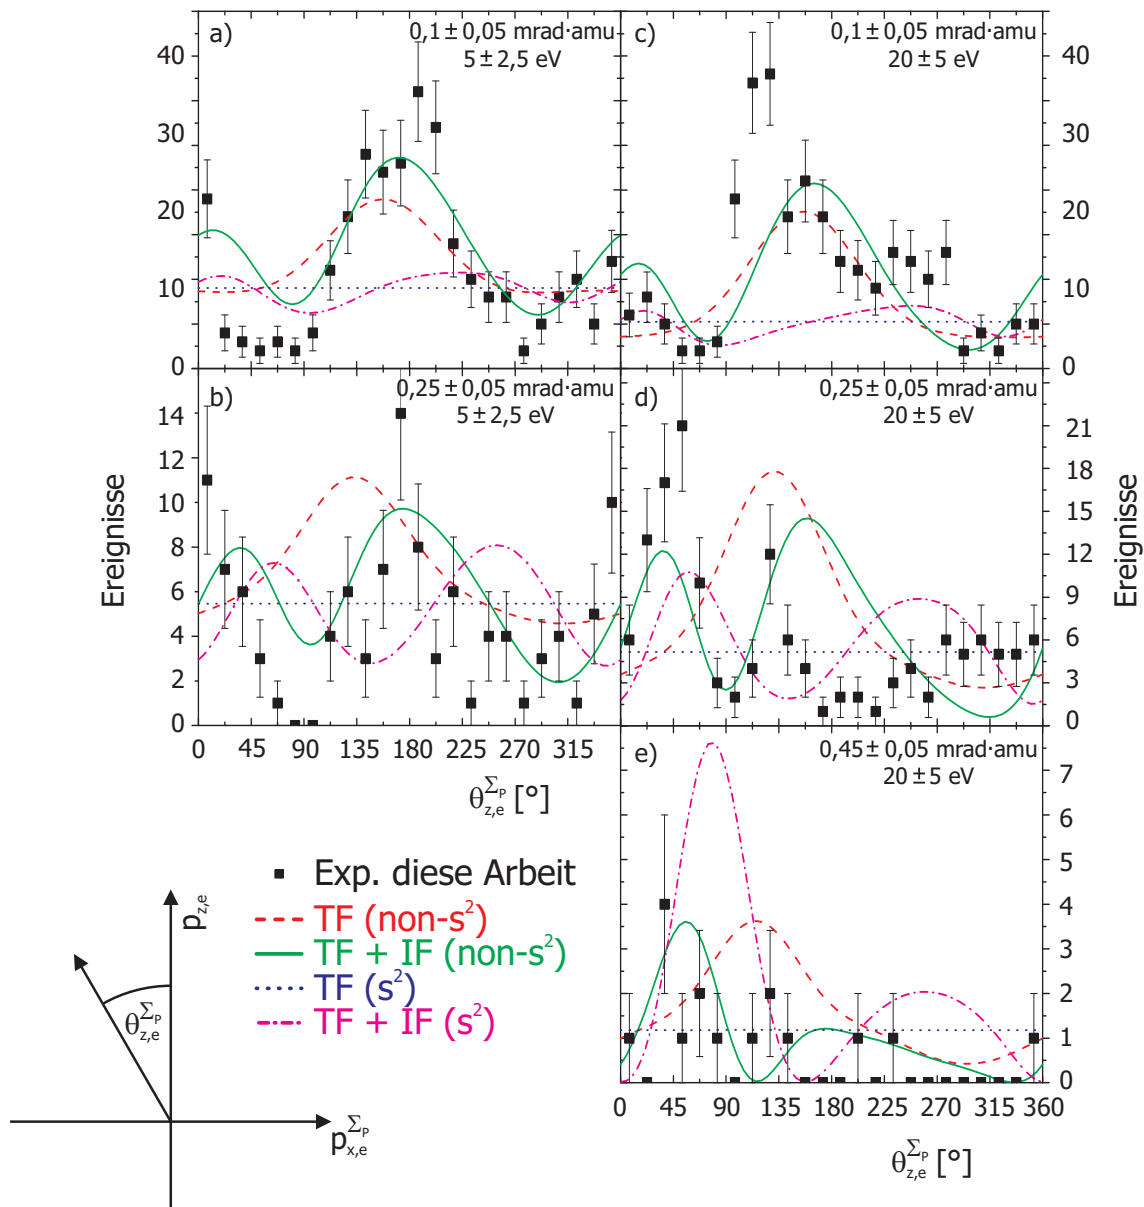 a)
0,1 ± 0,05 mrad·amu
5 ± 2,5 eV
40
30
20
10
0
c)
0,1 ± 0,05 mrad·amu
20 ± 5 eV
40
30
20
10
0
b)
0,25 ± 0,05 mrad·amu
5 ± 2,5 eV
14
12
10
8
6
4
2
0
Ereignisse
0 45 90 135 180 225 270 315
θz,e^Σp [°]
d)
0,25 ± 0,05 mrad·amu
20 ± 5 eV
21
18
15
12
9
6
3
0
Ereignisse
e)
0,45 ± 0,05 mrad·amu
20 ± 5 eV
7
6
5
4
3
2
1
0
0 45 90 135 180 225 270 315 360
θz,e^Σp [°]
Exp. diese Arbeit
TF (non-s²)
TF + IF (non-s²)
TF (s²)
TF + IF (s²)
pz,e
θz,e^Σp
px,e^Σp